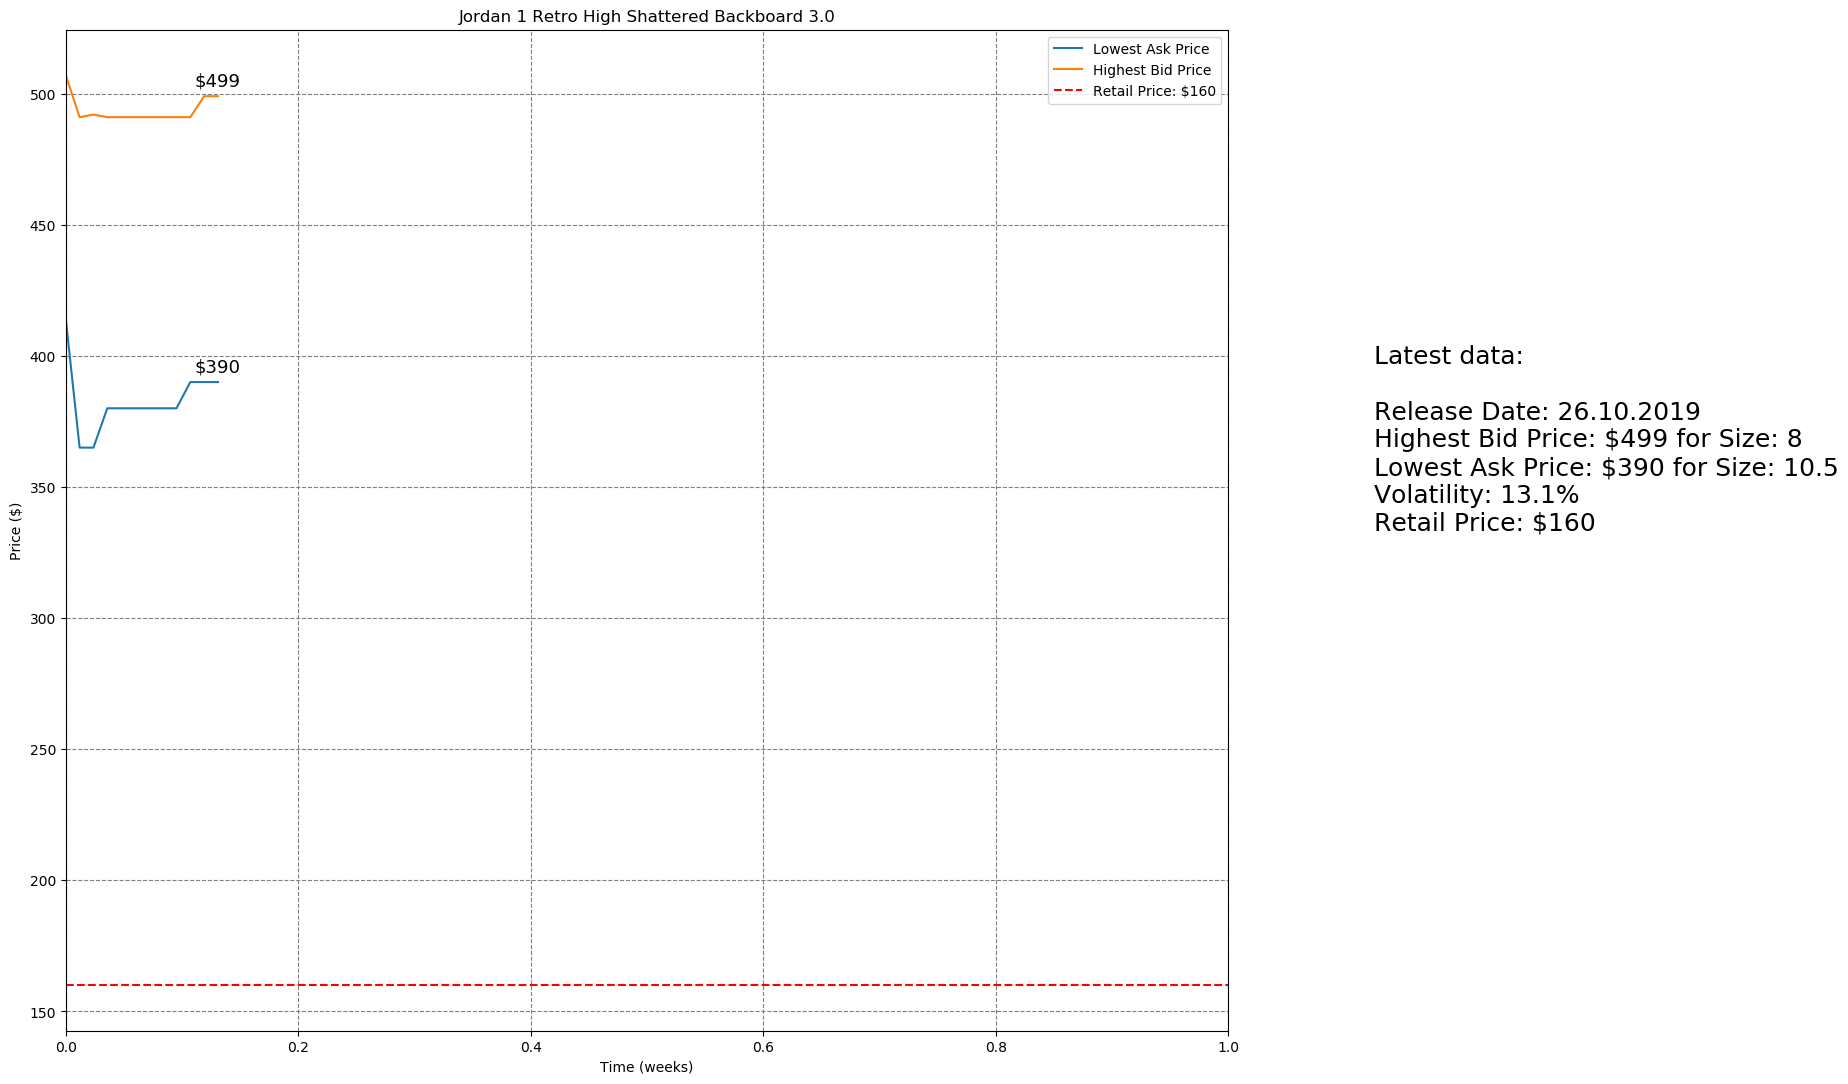 Jordan 1 Retro High Shattered Backboard 3.0
Lowest Ask Price
Highest Bid Price
Retail Price: $160
$499
$390
500
450
400
350
300
250
200
150
Price ($)
0.0 0.2 0.4 0.6 0.8 1.0
Time (weeks)
Latest data:
Release Date: 26.10.2019
Highest Bid Price: $499 for Size: 8
Lowest Ask Price: $390 for Size: 10.5
Volatility: 13.1%
Retail Price: $160